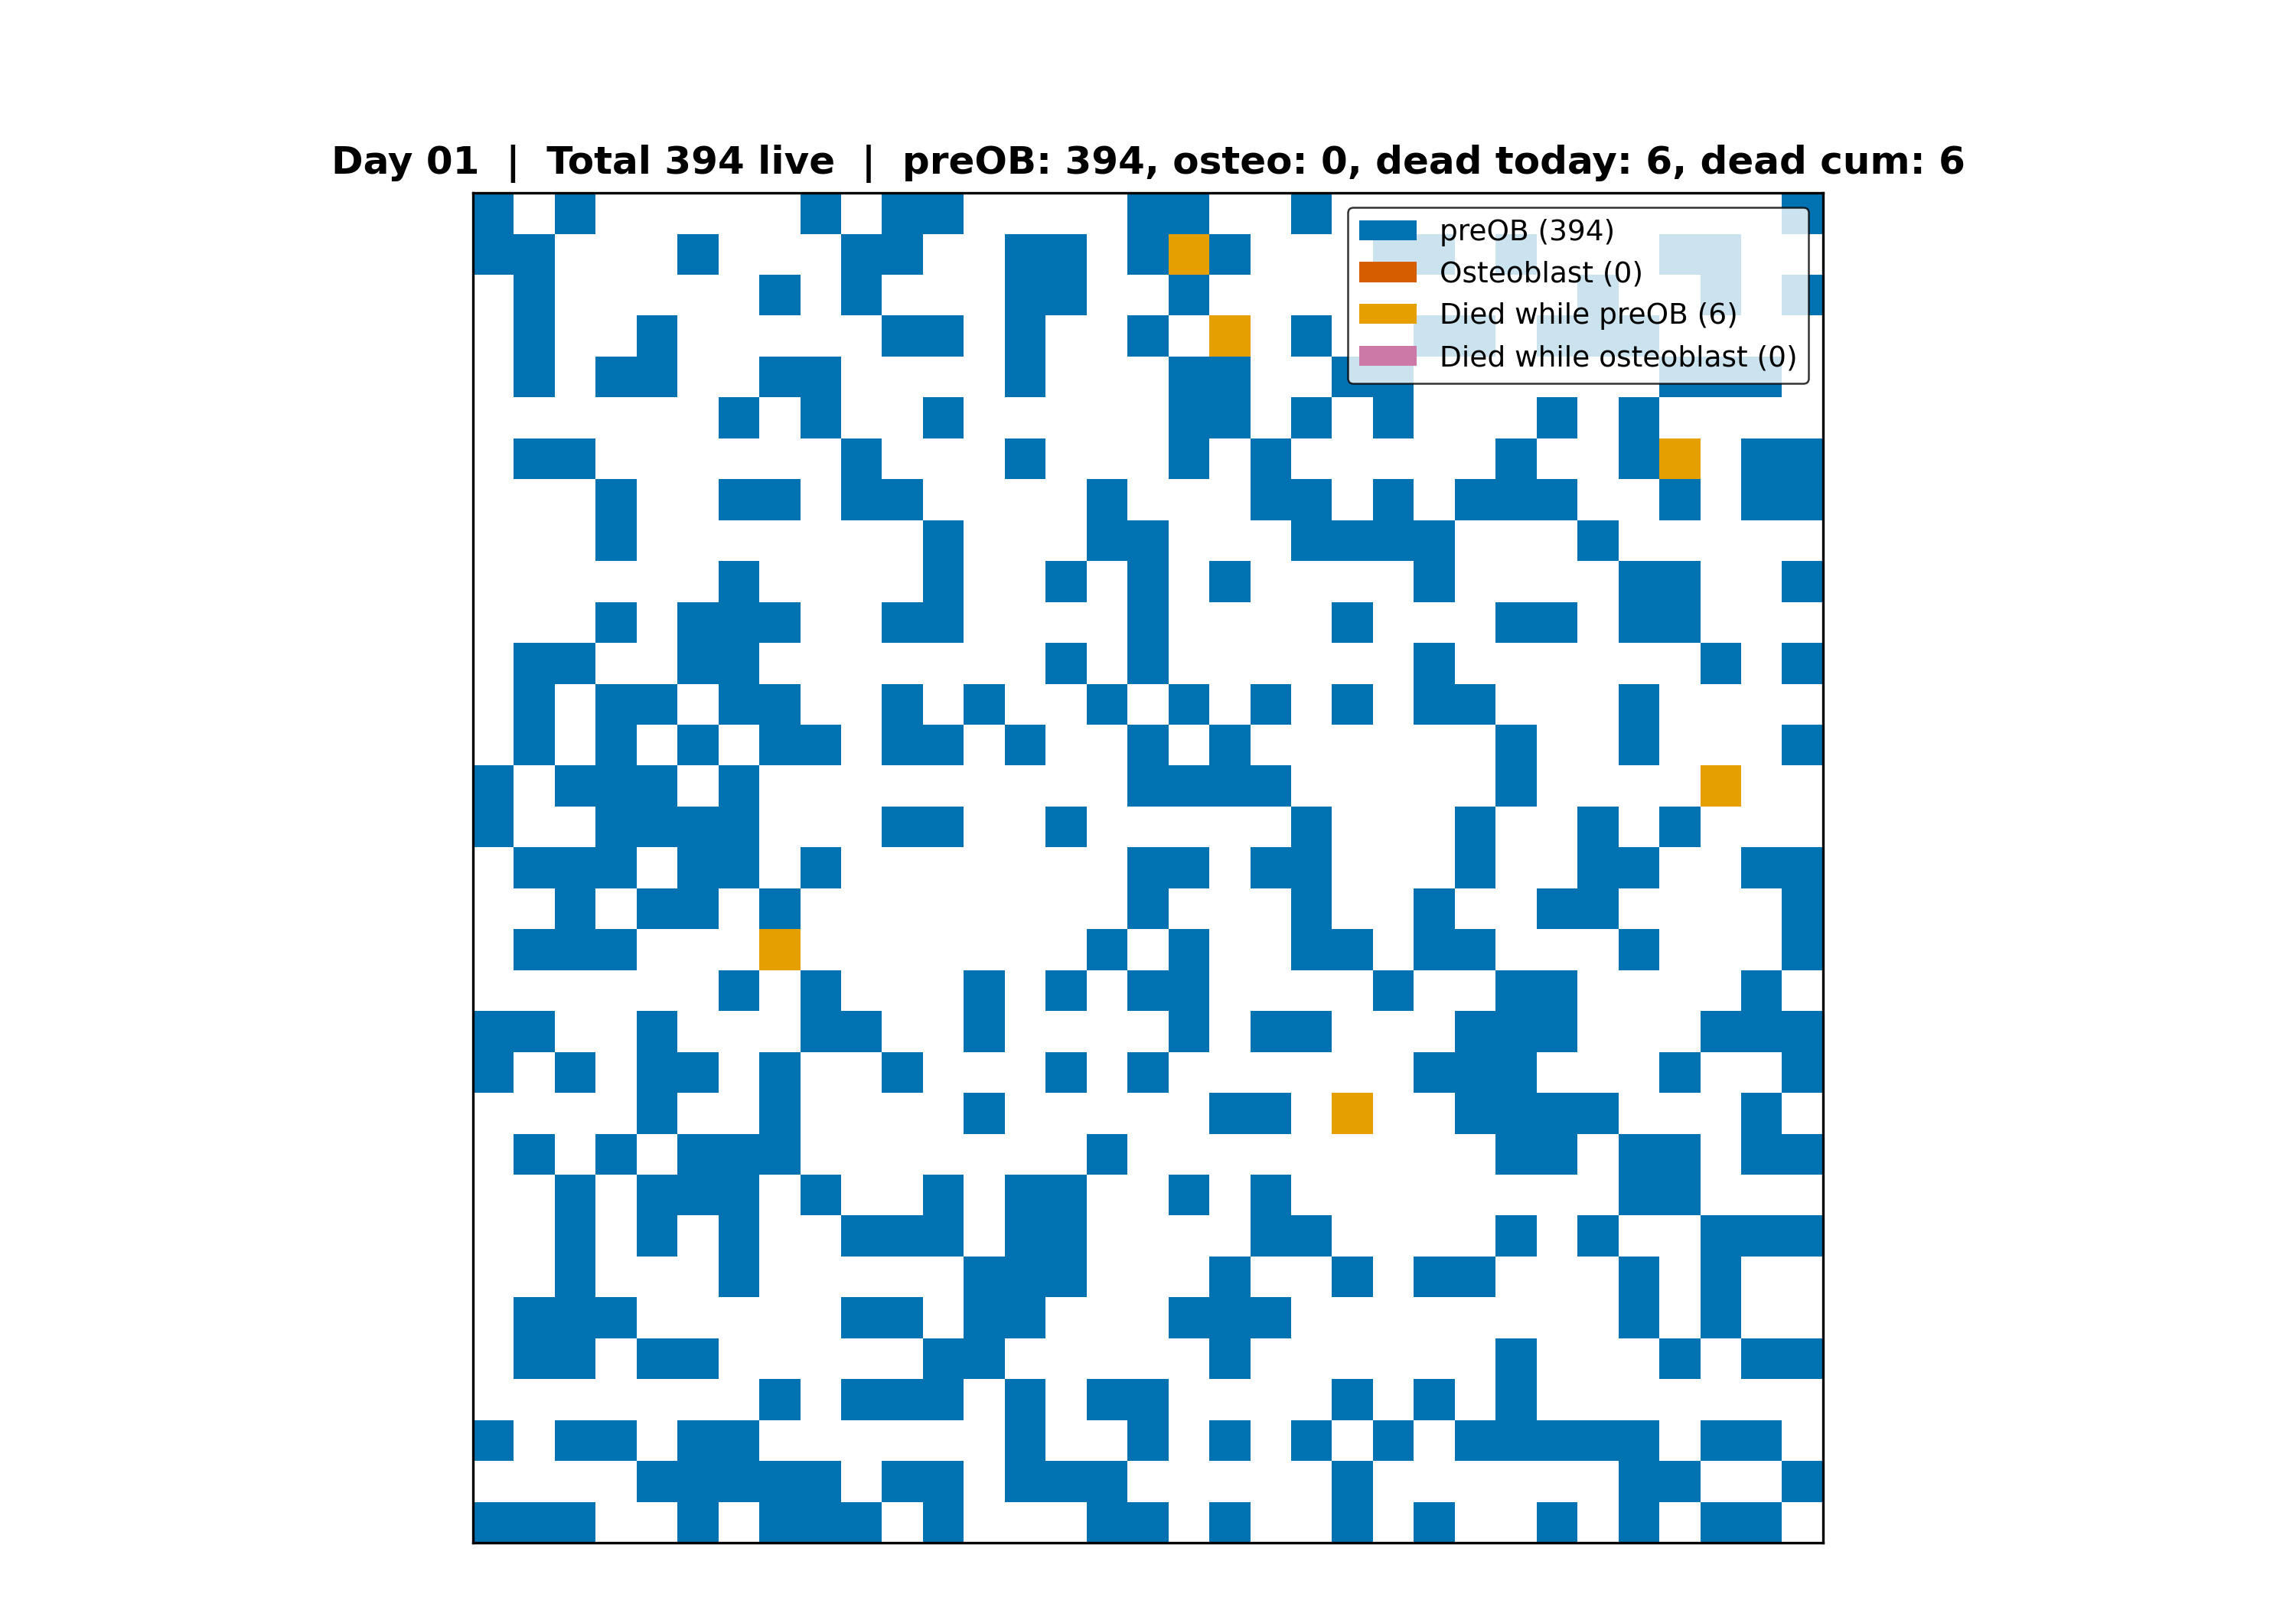 Day 01 | Total 394 live | preOB: 394, osteo: 0, dead today: 6, dead cum: 6
preOB (394)
Osteoblast (0)
Died while preOB (6)
Died while osteoblast (0)